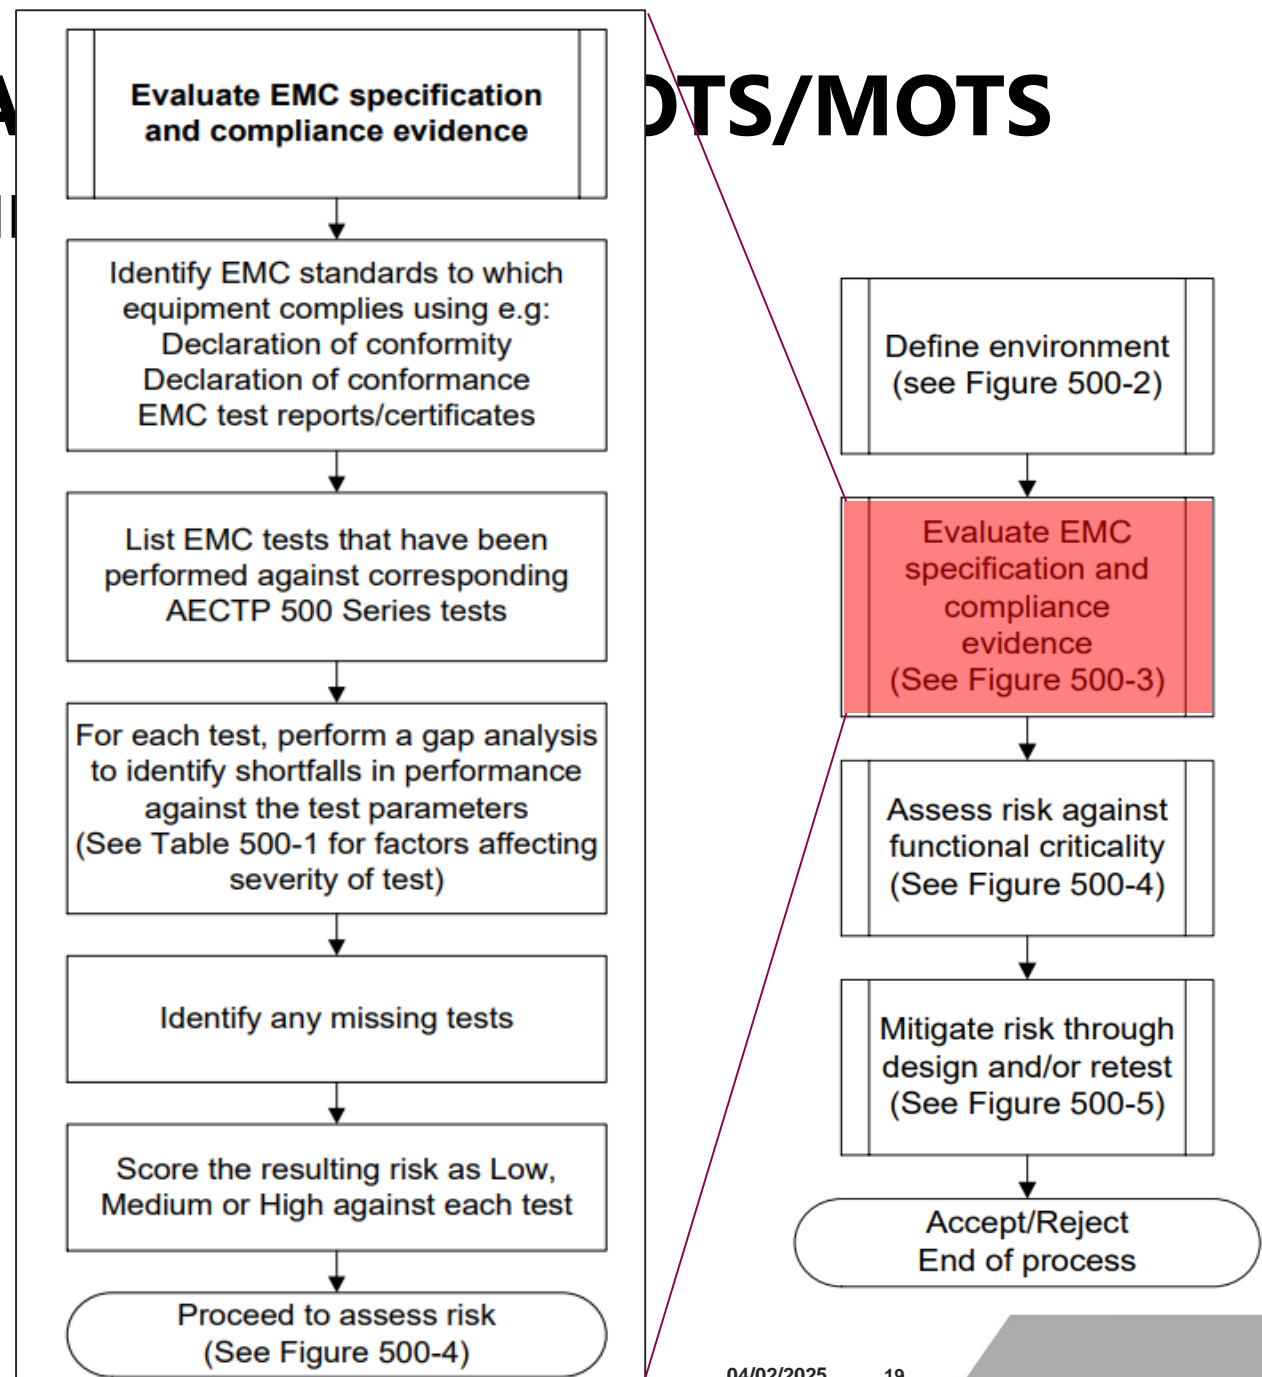 A
OTS/MOTS
Evaluate EMC specification
and compliance evidence
Identify EMC standards to which
equipment complies using e.g:
Declaration of conformity
Declaration of conformance
EMC test reports/certificates
List EMC tests that have been
performed against corresponding
AECTP 500 Series tests
For each test, perform a gap analysis
to identify shortfalls in performance
against the test parameters
(See Table 500-1 for factors affecting
severity of test)
Identify any missing tests
Score the resulting risk as Low,
Medium or High against each test
Proceed to assess risk
(See Figure 500-4)
Define environment
(see Figure 500-2)
Evaluate EMC
specification and
compliance
evidence
(See Figure 500-3)
Assess risk against
functional criticality
(See Figure 500-4)
Mitigate risk through
design and/or retest
(See Figure 500-5)
Accept/Reject
End of process
04/02/2025 19